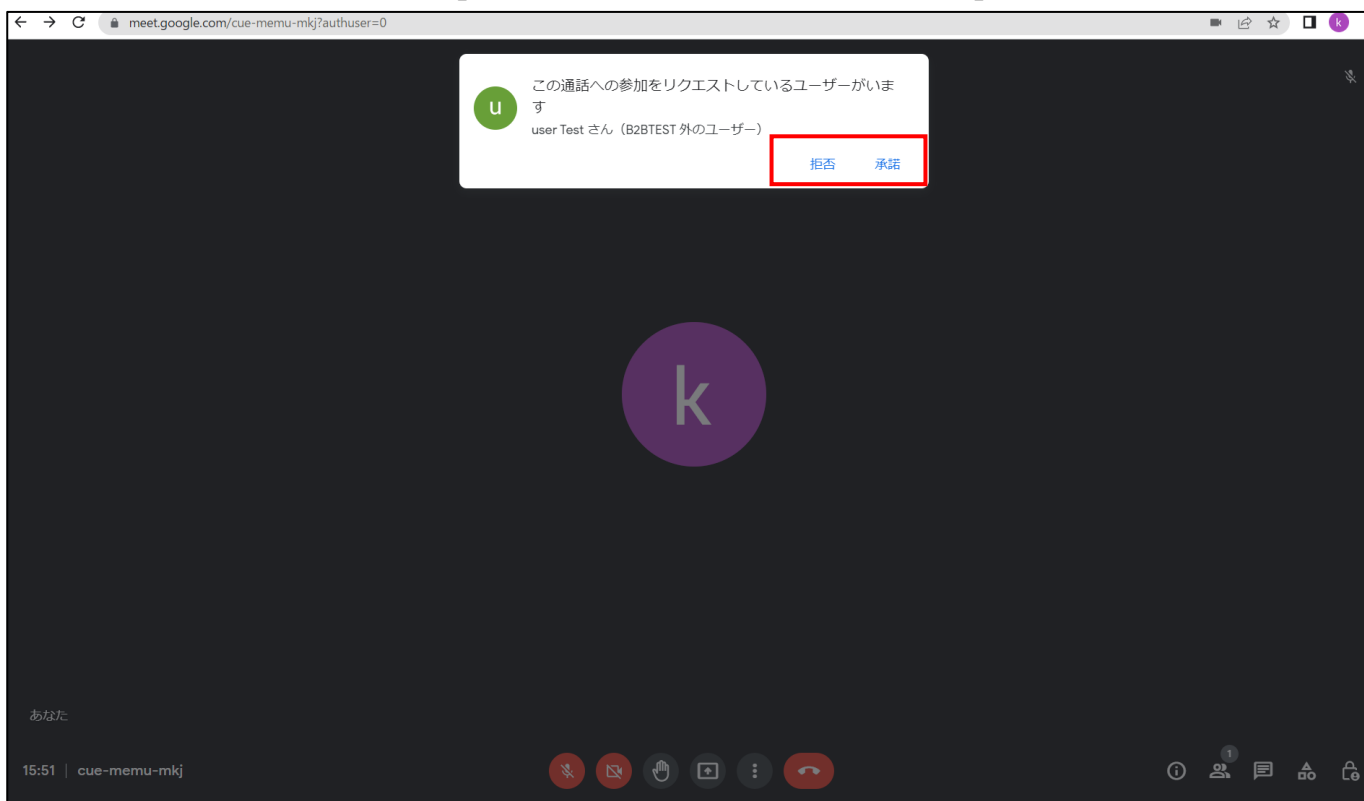 meet.google.com/cue-memu-mkj?authuser=0
k
この通話への参加をリクエストしているユーザーがいま
す
u
user Test さん（B2BTEST 外のユーザー）
拒否 承諾
k
あなた
15:51 | cue-memu-mkj
1